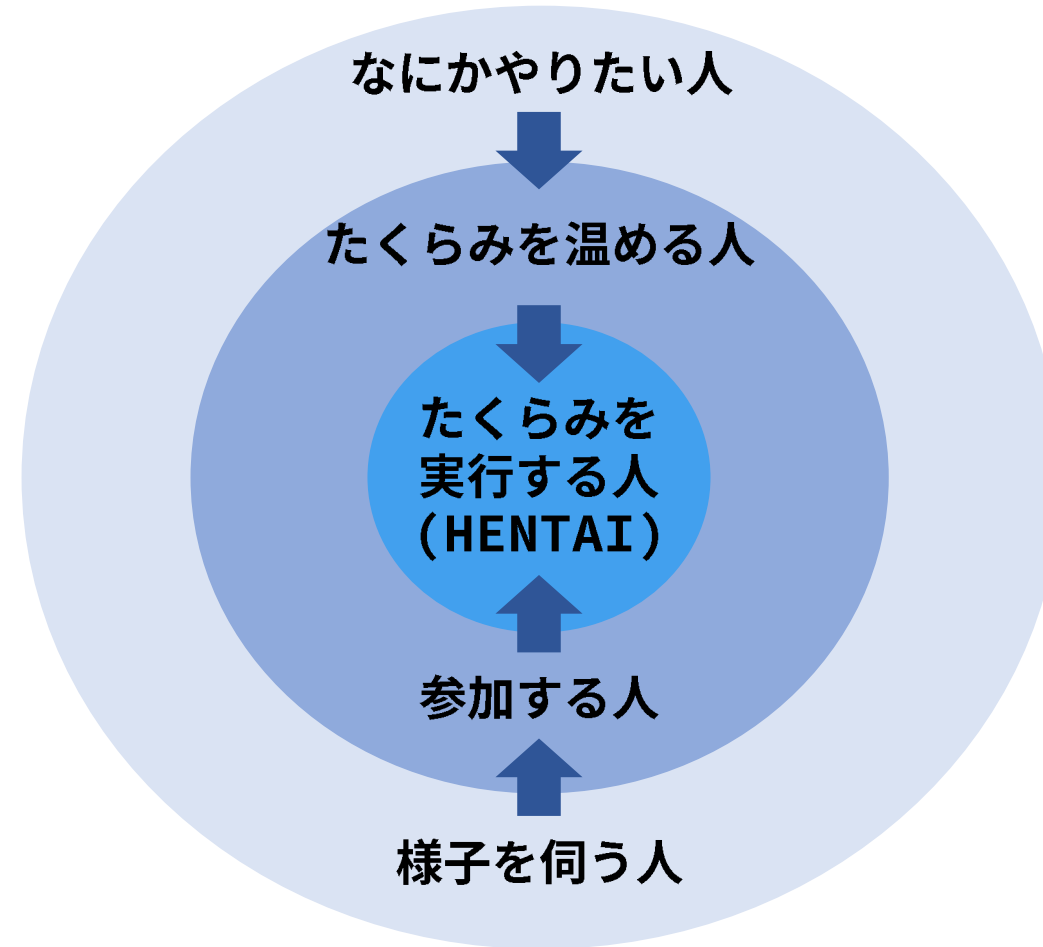 なにかやりたい人
たくらみを温める人
たくらみを
実行する人
(HENTAI)
参加する人
様子を伺う人